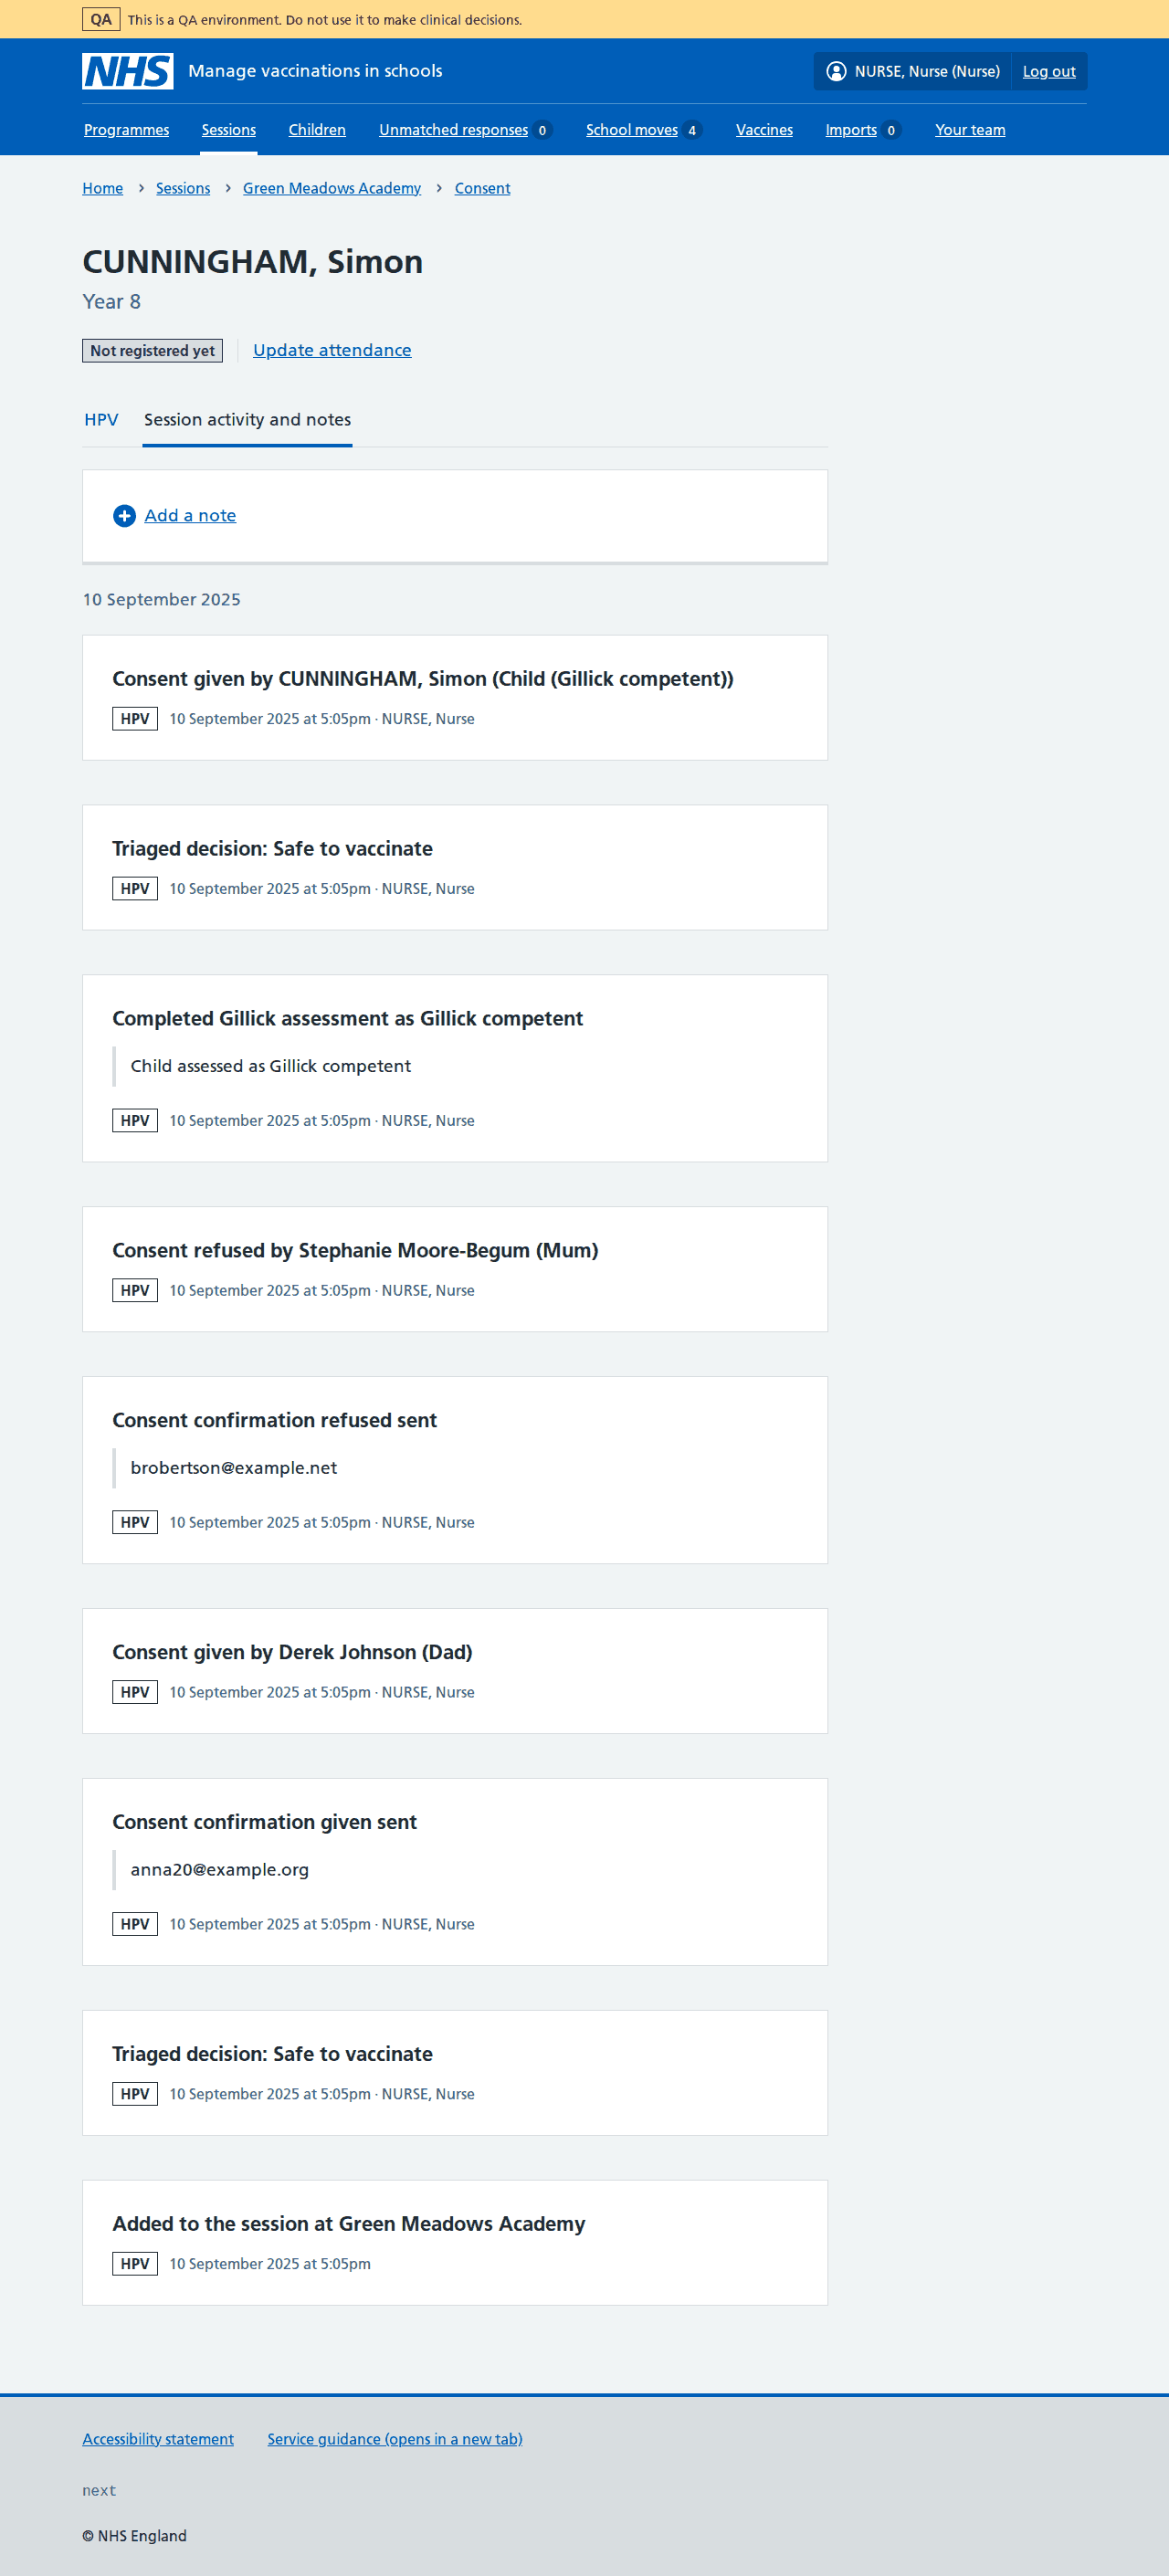 QA This is a QA environment. Do not use it to make clinical decisions.
NHS Manage vaccinations in schools NURSE, Nurse (Nurse) Log out
Programmes Sessions Children Unmatched responses 0 School moves 4 Vaccines Imports 0 Your team
Home › Sessions › Green Meadows Academy › Consent
CUNNINGHAM, Simon
Year 8
Not registered yet Update attendance
HPV Session activity and notes
Add a note
10 September 2025
Consent given by CUNNINGHAM, Simon (Child (Gillick competent))
HPV 10 September 2025 at 5:05pm · NURSE, Nurse
Triaged decision: Safe to vaccinate
HPV 10 September 2025 at 5:05pm · NURSE, Nurse
Completed Gillick assessment as Gillick competent
Child assessed as Gillick competent
HPV 10 September 2025 at 5:05pm · NURSE, Nurse
Consent refused by Stephanie Moore-Begum (Mum)
HPV 10 September 2025 at 5:05pm · NURSE, Nurse
Consent confirmation refused sent
brobertson@example.net
HPV 10 September 2025 at 5:05pm · NURSE, Nurse
Consent given by Derek Johnson (Dad)
HPV 10 September 2025 at 5:05pm · NURSE, Nurse
Consent confirmation given sent
anna20@example.org
HPV 10 September 2025 at 5:05pm · NURSE, Nurse
Triaged decision: Safe to vaccinate
HPV 10 September 2025 at 5:05pm · NURSE, Nurse
Added to the session at Green Meadows Academy
HPV 10 September 2025 at 5:05pm
Accessibility statement Service guidance (opens in a new tab)
next
© NHS England